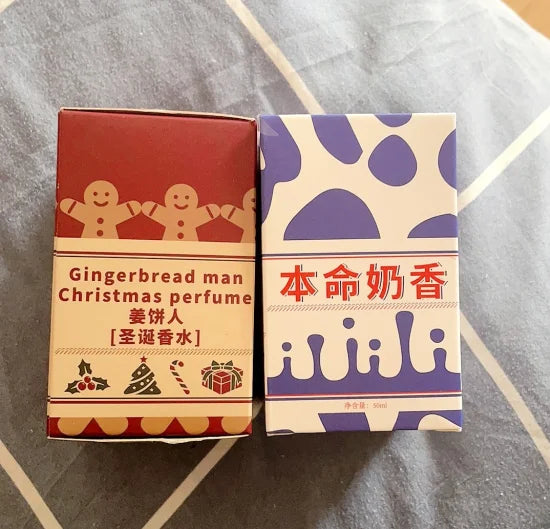 Gingerbread man
Christmas perfume
姜饼人
[圣诞香水]
本命奶香
净含量：50ml